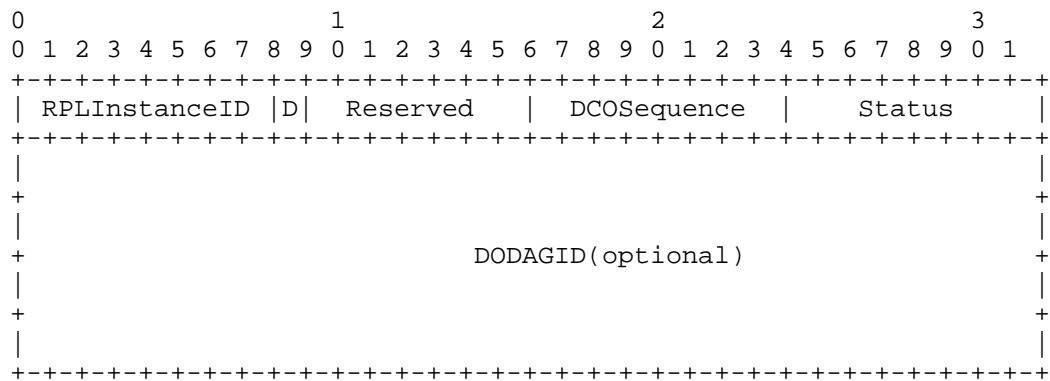 0                   1                   2                   3
0 1 2 3 4 5 6 7 8 9 0 1 2 3 4 5 6 7 8 9 0 1 2 3 4 5 6 7 8 9 0 1
+-+-+-+-+-+-+-+-+-+-+-+-+-+-+-+-+-+-+-+-+-+-+-+-+-+-+-+-+-+-+-+-+
| RPLInstanceID |D|  Reserved   |  DCOSequence  |    Status     |
+-+-+-+-+-+-+-+-+-+-+-+-+-+-+-+-+-+-+-+-+-+-+-+-+-+-+-+-+-+-+-+-+
|                                                               |
+                                                               +
|                                                               |
+                            DODAGID(optional)                  +
|                                                               |
+                                                               +
|                                                               |
+-+-+-+-+-+-+-+-+-+-+-+-+-+-+-+-+-+-+-+-+-+-+-+-+-+-+-+-+-+-+-+-+